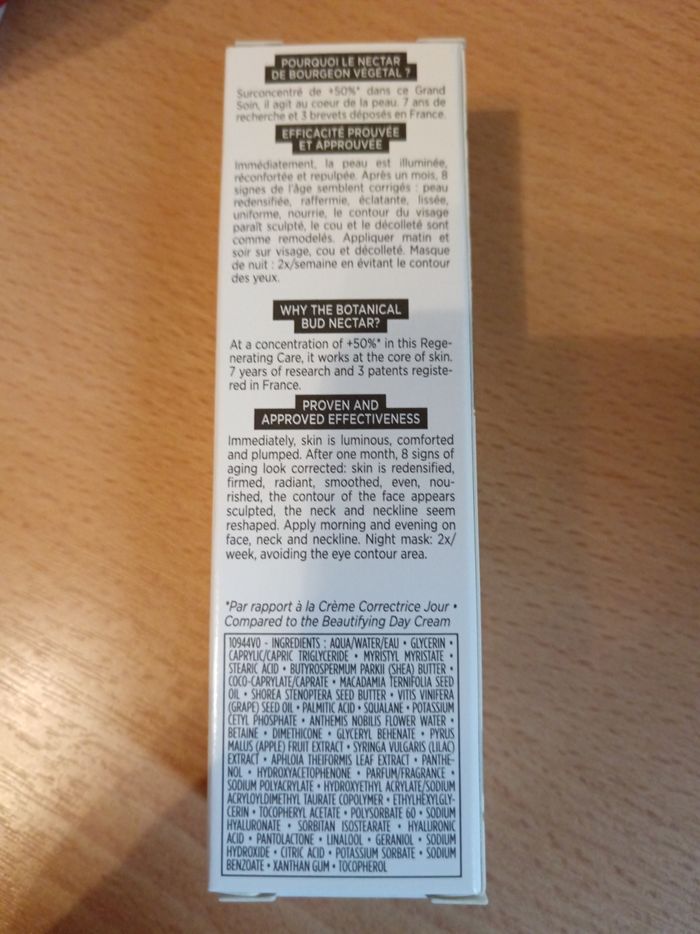 POURQUOI LE NECTAR
DE BOURGEON VÉGÉTAL ?
Surconcentré de +50%* dans ce Grand
Soin, il agit au coeur de la peau. 7 ans de
recherche et 3 brevets déposés en France.
EFFICACITÉ PROUVÉE
ET APPROUVÉE
Immédiatement, la peau est illuminée,
réconfortée et repulpée. Après un mois, 8
signes de l'âge semblent corrigés : peau
redensifiée, raffermie, éclatante, lissée,
uniforme, nourrie, le contour du visage
paraît sculpté, le cou et le décolleté sont
comme remodelés. Appliquer matin et
soir sur visage, cou et décolleté. Masque
de nuit : 2x/semaine en évitant le contour
des yeux.
WHY THE BOTANICAL
BUD NECTAR?
At a concentration of +50%* in this Rege-
nerating Care, it works at the core of skin.
7 years of research and 3 patents registe-
red in France.
PROVEN AND
APPROVED EFFECTIVENESS
Immediately, skin is luminous, comforted
and plumped. After one month, 8 signs of
aging look corrected: skin is redensified,
firmed, radiant, smoothed, even, nou-
rished, the contour of the face appears
sculpted, the neck and neckline seem
reshaped. Apply morning and evening on
face, neck and neckline. Night mask: 2x/
week, avoiding the eye contour area.
*Par rapport à la Crème Correctrice Jour •
Compared to the Beautifying Day Cream
10944V0 - INGREDIENTS : AQUA/WATER/EAU • GLYCERIN •
CAPRYLIC/CAPRIC TRIGLYCERIDE • MYRISTYL MYRISTATE •
STEARIC ACID • BUTYROSPERMUM PARKII (SHEA) BUTTER •
COCO-CAPRYLATE/CAPRATE • MACADAMIA TERNIFOLIA SEED
OIL • SHOREA STENOPTERA SEED BUTTER • VITIS VINIFERA
(GRAPE) SEED OIL • PALMITIC ACID • SQUALANE • POTASSIUM
CETYL PHOSPHATE • ANTHEMIS NOBILIS FLOWER WATER •
BETAINE • DIMETHICONE • GLYCERYL BEHENATE • PYRUS
MALUS (APPLE) FRUIT EXTRACT • SYRINGA VULGARIS (LILAC)
EXTRACT • APHLOIA THEIFORMIS LEAF EXTRACT • PANTHE-
NOL • HYDROXYACETOPHENONE • PARFUM/FRAGRANCE •
SODIUM POLYACRYLATE • HYDROXYETHYL ACRYLATE/SODIUM
ACRYLOYLDIMETHYL TAURATE COPOLYMER • ETHYLHEXYLGLY-
CERIN • TOCOPHERYL ACETATE • POLYSORBATE 60 • SODIUM
HYALURONATE • SORBITAN ISOSTEARATE • HYALURONIC
ACID • PANTOLACTONE • LINALOOL • GERANIOL • SODIUM
HYDROXIDE • CITRIC ACID • POTASSIUM SORBATE • SODIUM
BENZOATE • XANTHAN GUM • TOCOPHEROL